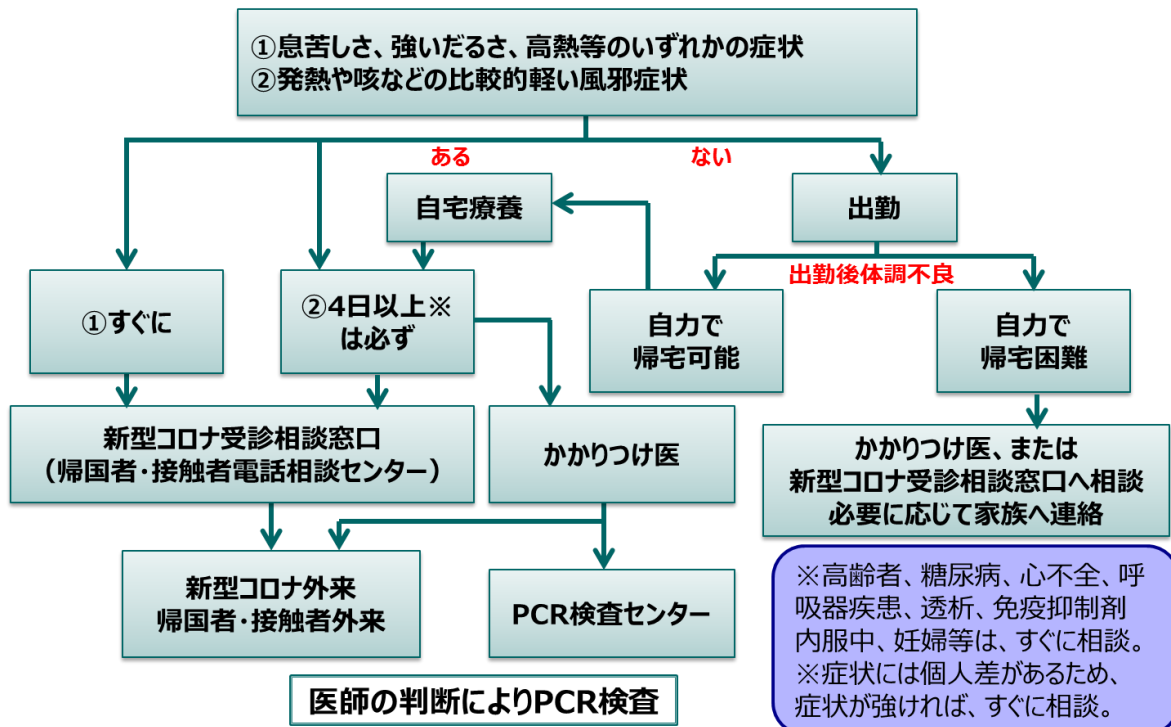 ①息苦しさ、強いだるさ、高熱等のいずれかの症状
②発熱や咳などの比較的軽い風邪症状
ある
ない
自宅療養
出勤
出勤後体調不良
①すぐに
②4日以上※
は必ず
自力で
帰宅可能
自力で
帰宅困難
新型コロナ受診相談窓口
（帰国者・接触者電話相談センター）
かかりつけ医
かかりつけ医、または
新型コロナ受診相談窓口へ相談
必要に応じて家族へ連絡
新型コロナ外来
帰国者・接触者外来
PCR検査センター
※高齢者、糖尿病、心不全、呼
吸器疾患、透析、免疫抑制剤
内服中、妊婦等は、すぐに相談。
※症状には個人差があるため、
症状が強ければ、すぐに相談。
医師の判断によりPCR検査